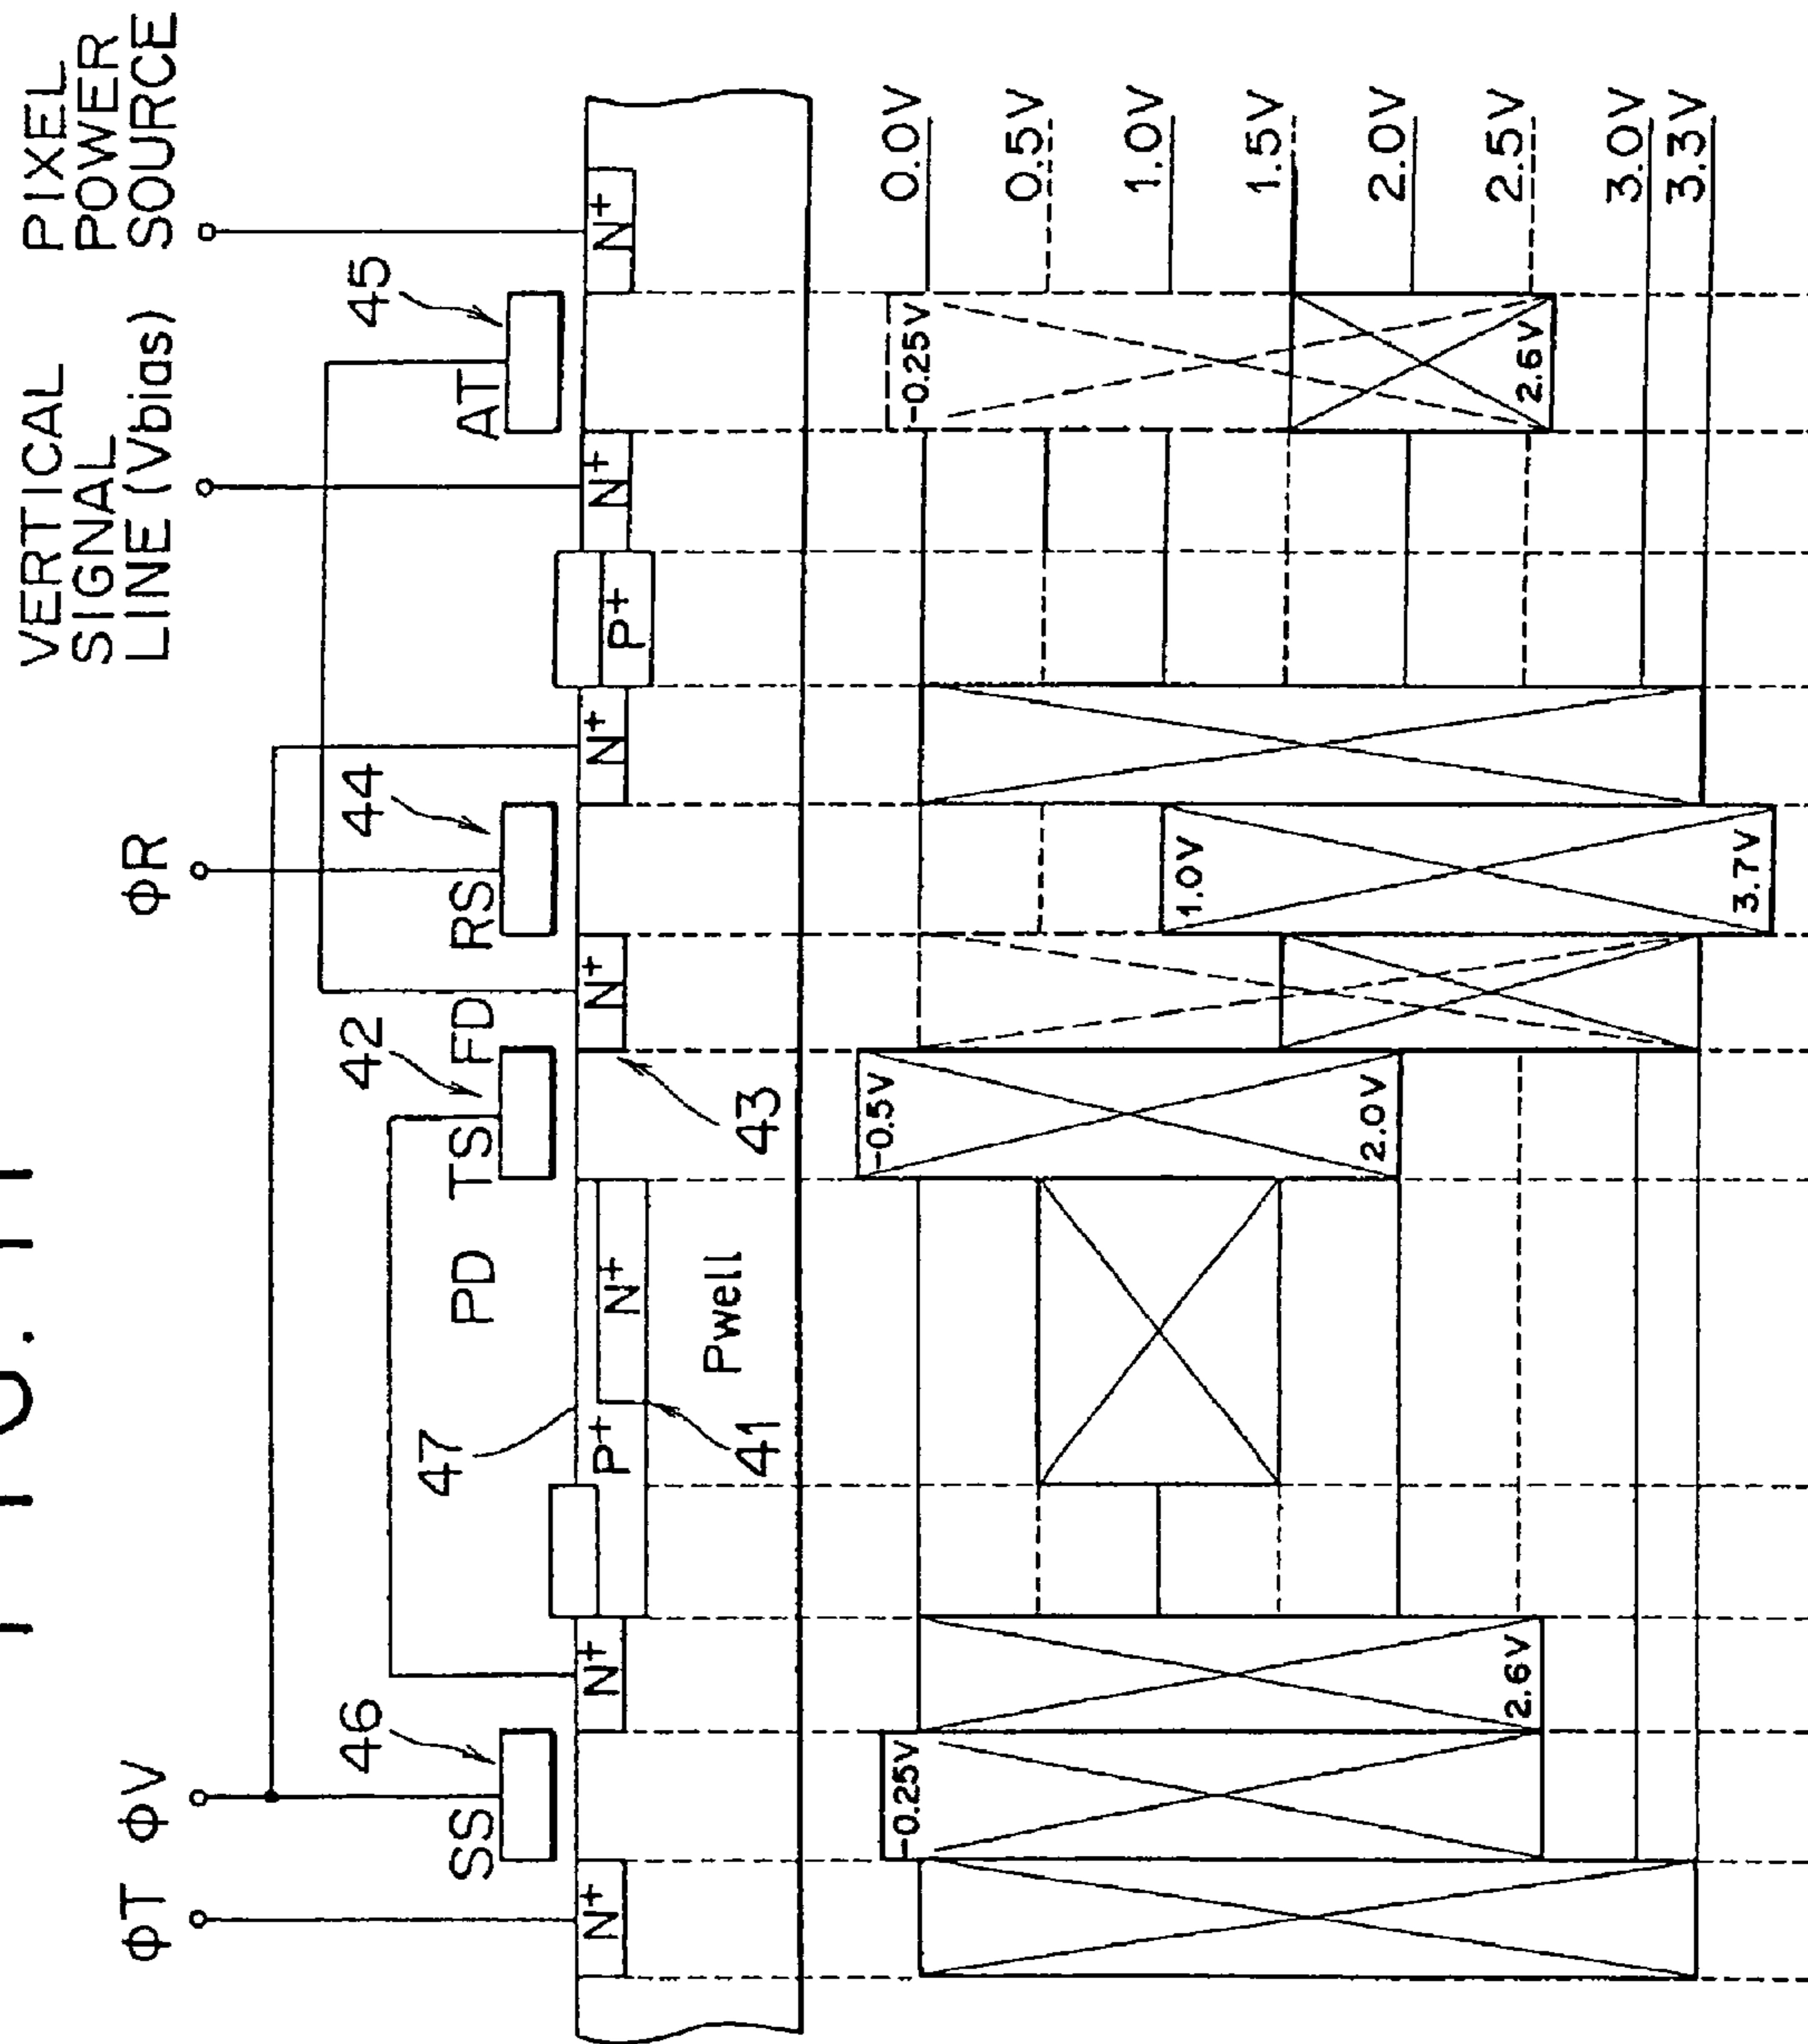 FIG. 11
ΦT
ΦV
ΦR
VERTICAL
SIGNAL
LINE (Vbias)
PIXEL
POWER
SOURCE
SS
46
47
PD
TS
42
FD
RS
44
AT
45
N+
N+
P+
N+
N+
N+
P+
N+
N+
41
Pwell
43
-0.25V
2.6V
-0.5V
2.0V
1.0V
3.7V
-0.25V
2.6V
0.0V
0.5V
1.0V
1.5V
2.0V
2.5V
3.0V
3.3V